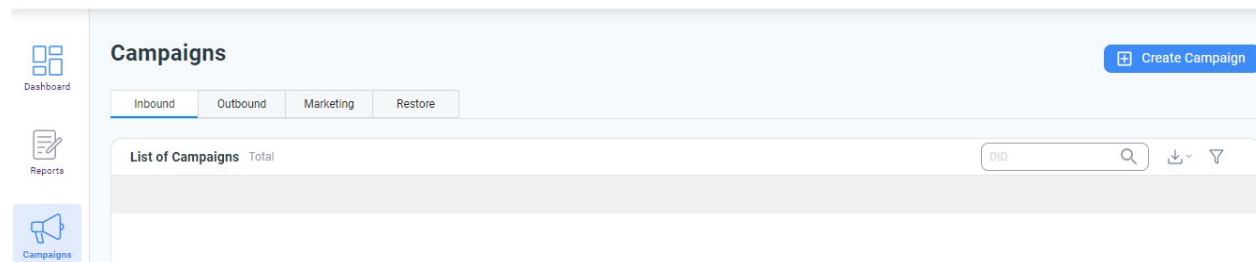 Campaigns
Create Campaign
Dashboard
Inbound Outbound Marketing Restore
List of Campaigns Total
DID
Reports
Campaigns